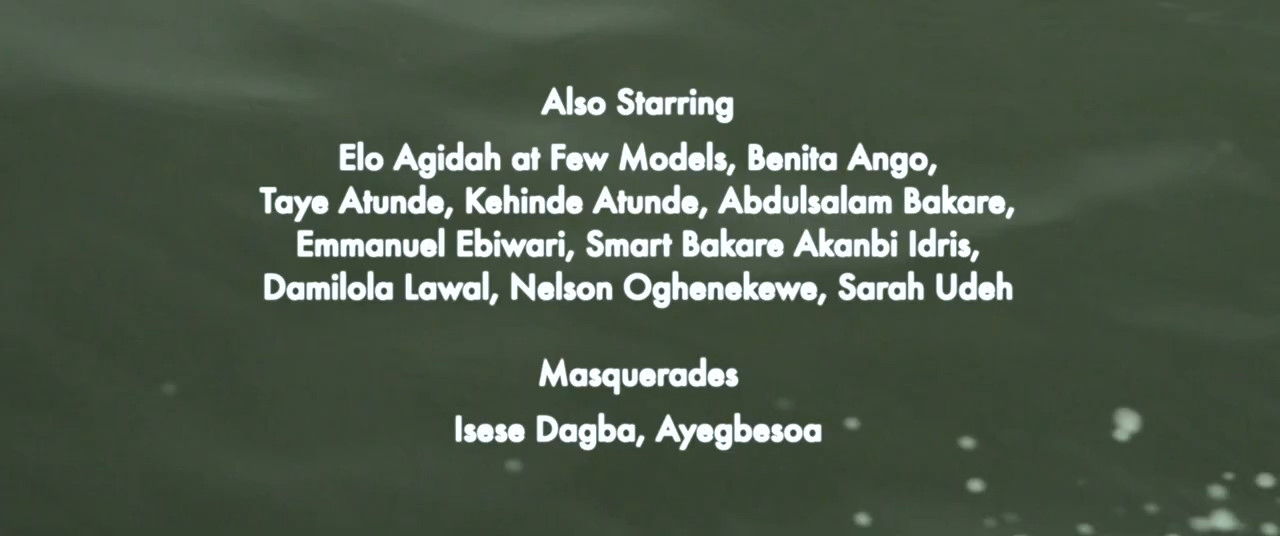 Also Starring
Elo Agidah at Few Models, Benita Ango,
Taye Atunde, Kehinde Atunde, Abdulsalam Bakare,
Emmanuel Ebiwari, Smart Bakare Akanbi Idris,
Damilola Lawal, Nelson Oghenekewe, Sarah Udeh
Masquerades
Isese Dagba, Ayegbesoa